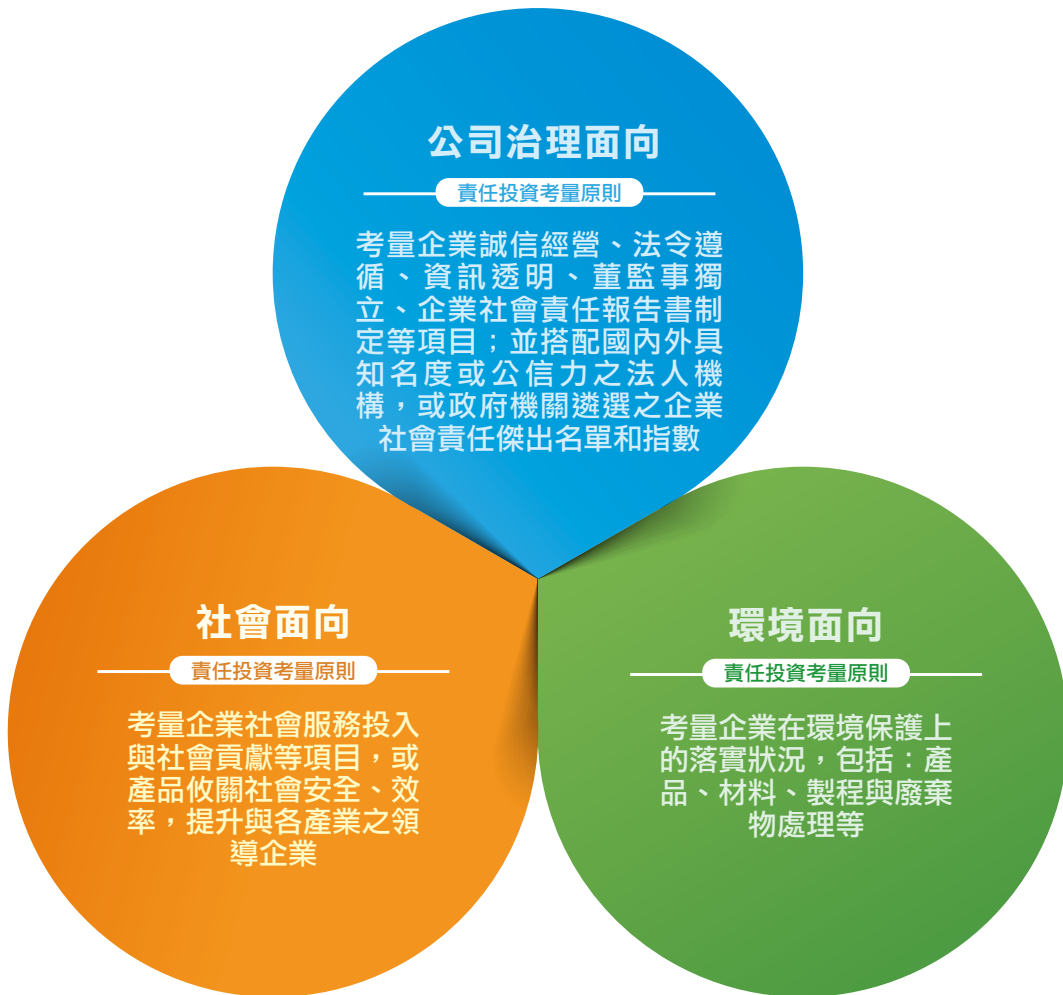 公司治理面向
責任投資考量原則
考量企業誠信經營、法令遵
循、資訊透明、董監事獨
立、企業社會責任報告書制
定等項目；並搭配國內外具
知名度或公信力之法人機
構，或政府機關遴選之企業
社會責任傑出名單和指數
社會面向
責任投資考量原則
考量企業社會服務投入
與社會貢獻等項目，或
產品攸關社會安全、效
率，提升與各產業之領
導企業
環境面向
責任投資考量原則
考量企業在環境保護上
的落實狀況，包括：產
品、材料、製程與廢棄
物處理等